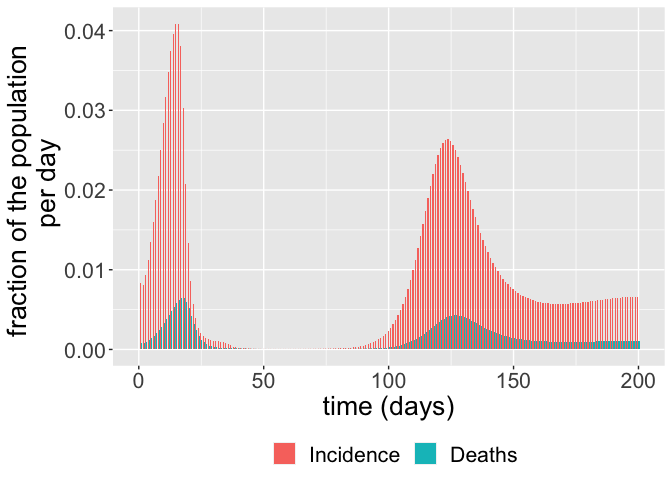 fraction of the population
per day
0.04
0.03
0.02
0.01
0.00
0 50 100 150 200
time (days)
Incidence Deaths